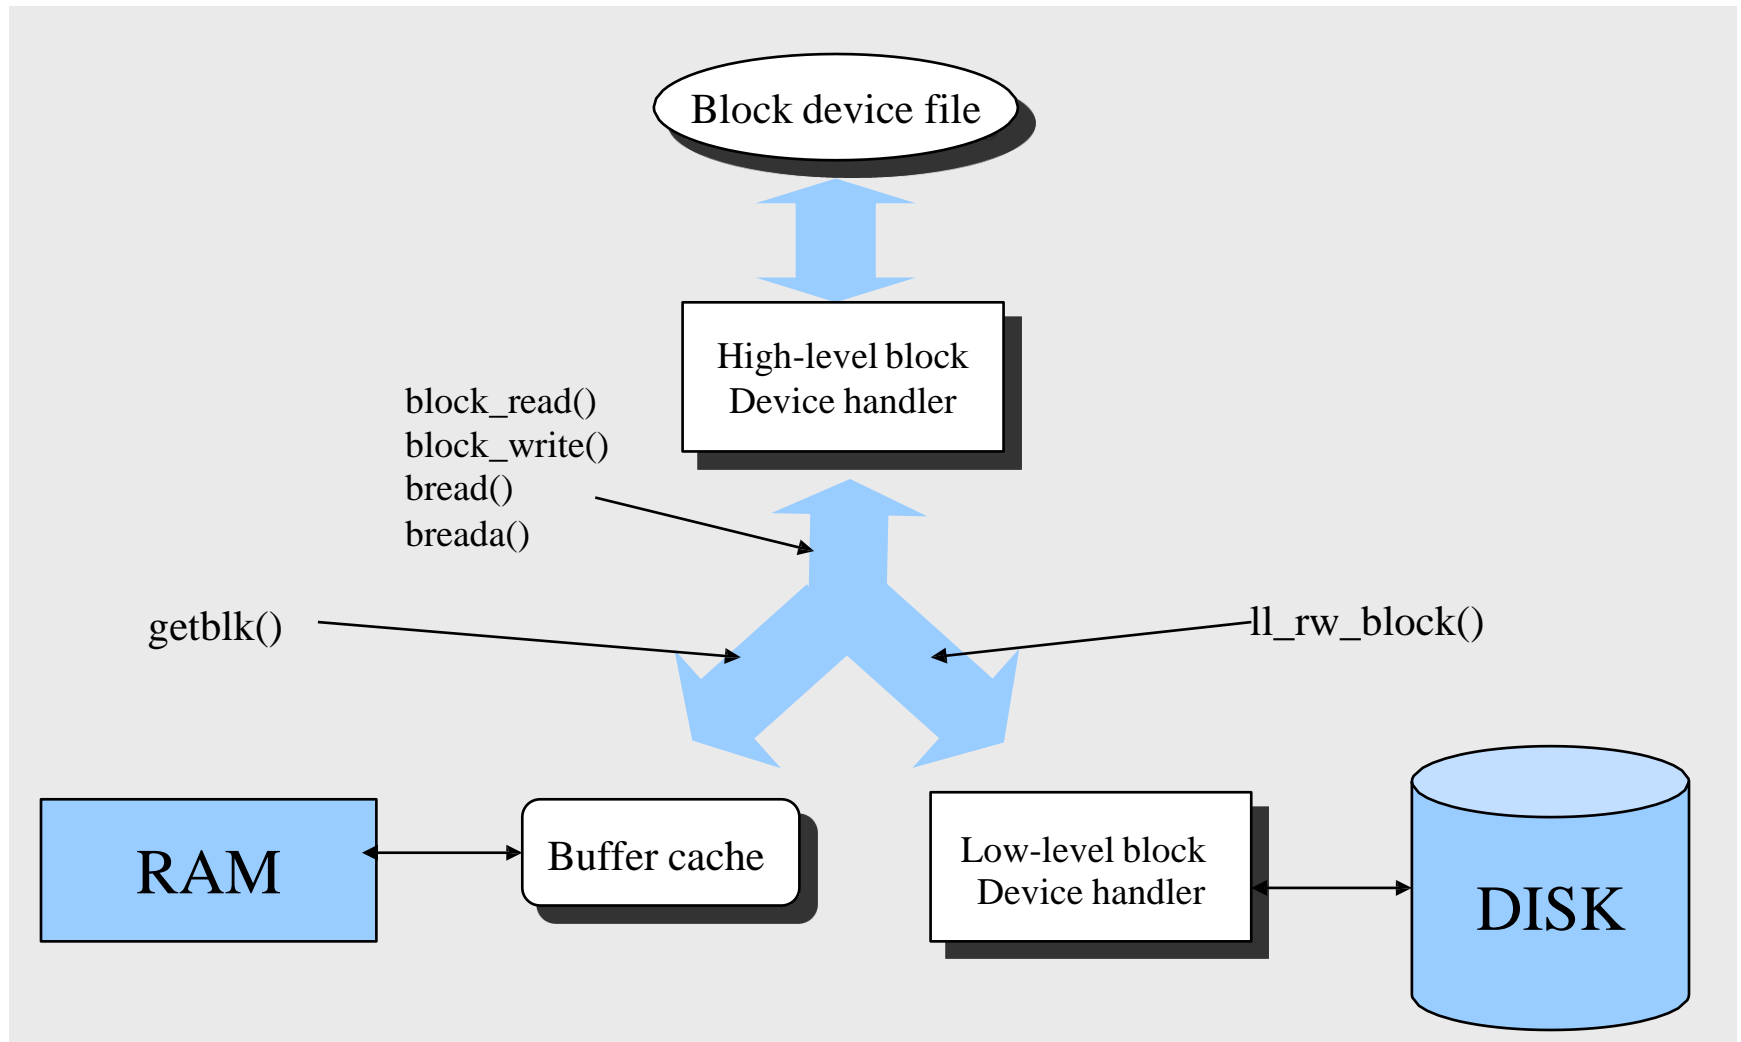 Block device file
High-level block
Device handler
block_read()
block_write()
bread()
breada()
getblk()
ll_rw_block()
RAM
Buffer cache
Low-level block
Device handler
DISK